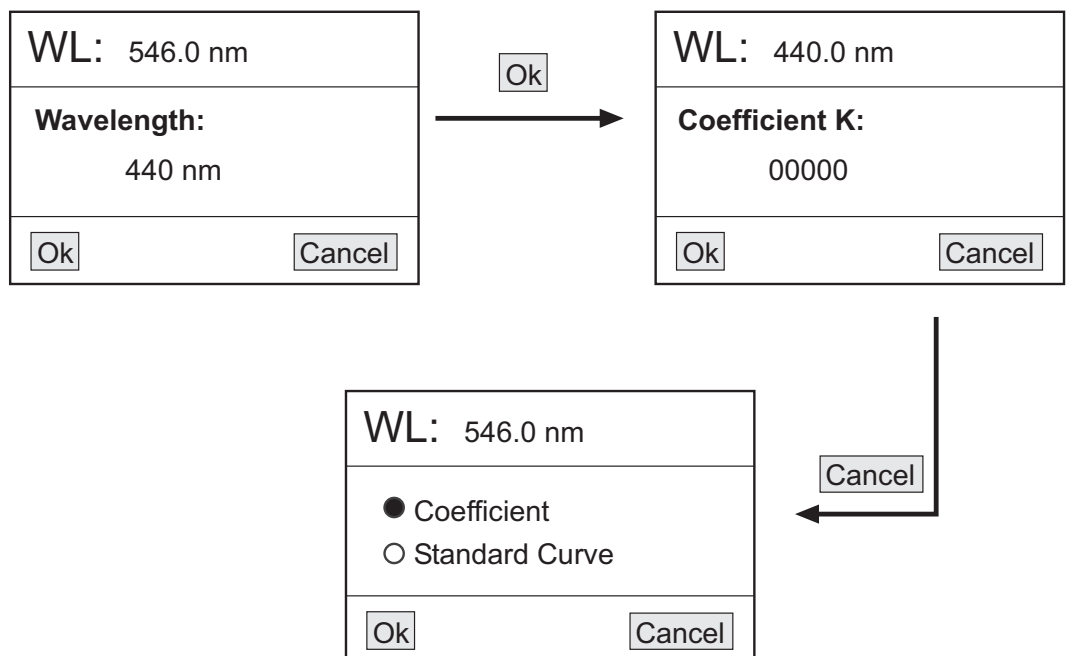 WL: 546.0 nm
Wavelength:
440 nm
Ok Cancel
Ok
WL: 440.0 nm
Coefficient K:
00000
Ok Cancel
Cancel
WL: 546.0 nm
Coefficient
Standard Curve
Ok Cancel